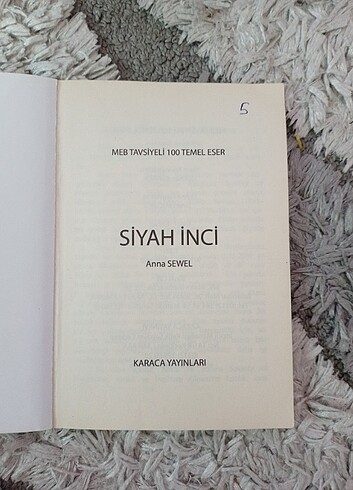 5
MEB TAVSİYELİ 100 TEMEL ESER
SİYAH İNCİ
Anna SEWEL
KARACA YAYINLARI